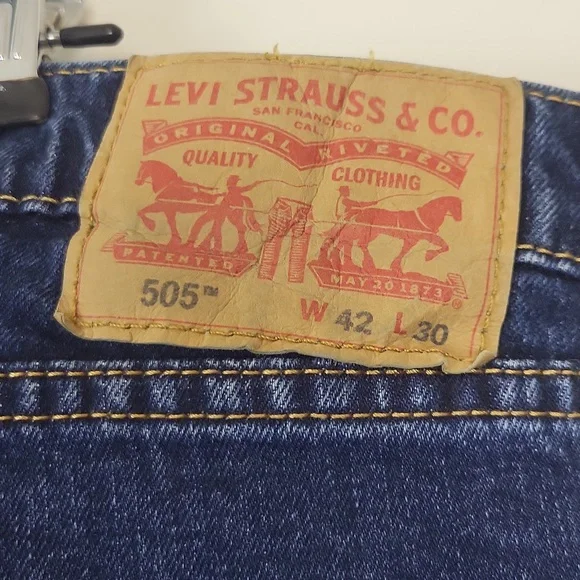 LEVI STRAUSS & CO.
SAN FRANCISCO
CAL.
ORIGINAL RIVETED
QUALITY CLOTHING
PATENTED MAY 20 1873
505™ W 42 L 30